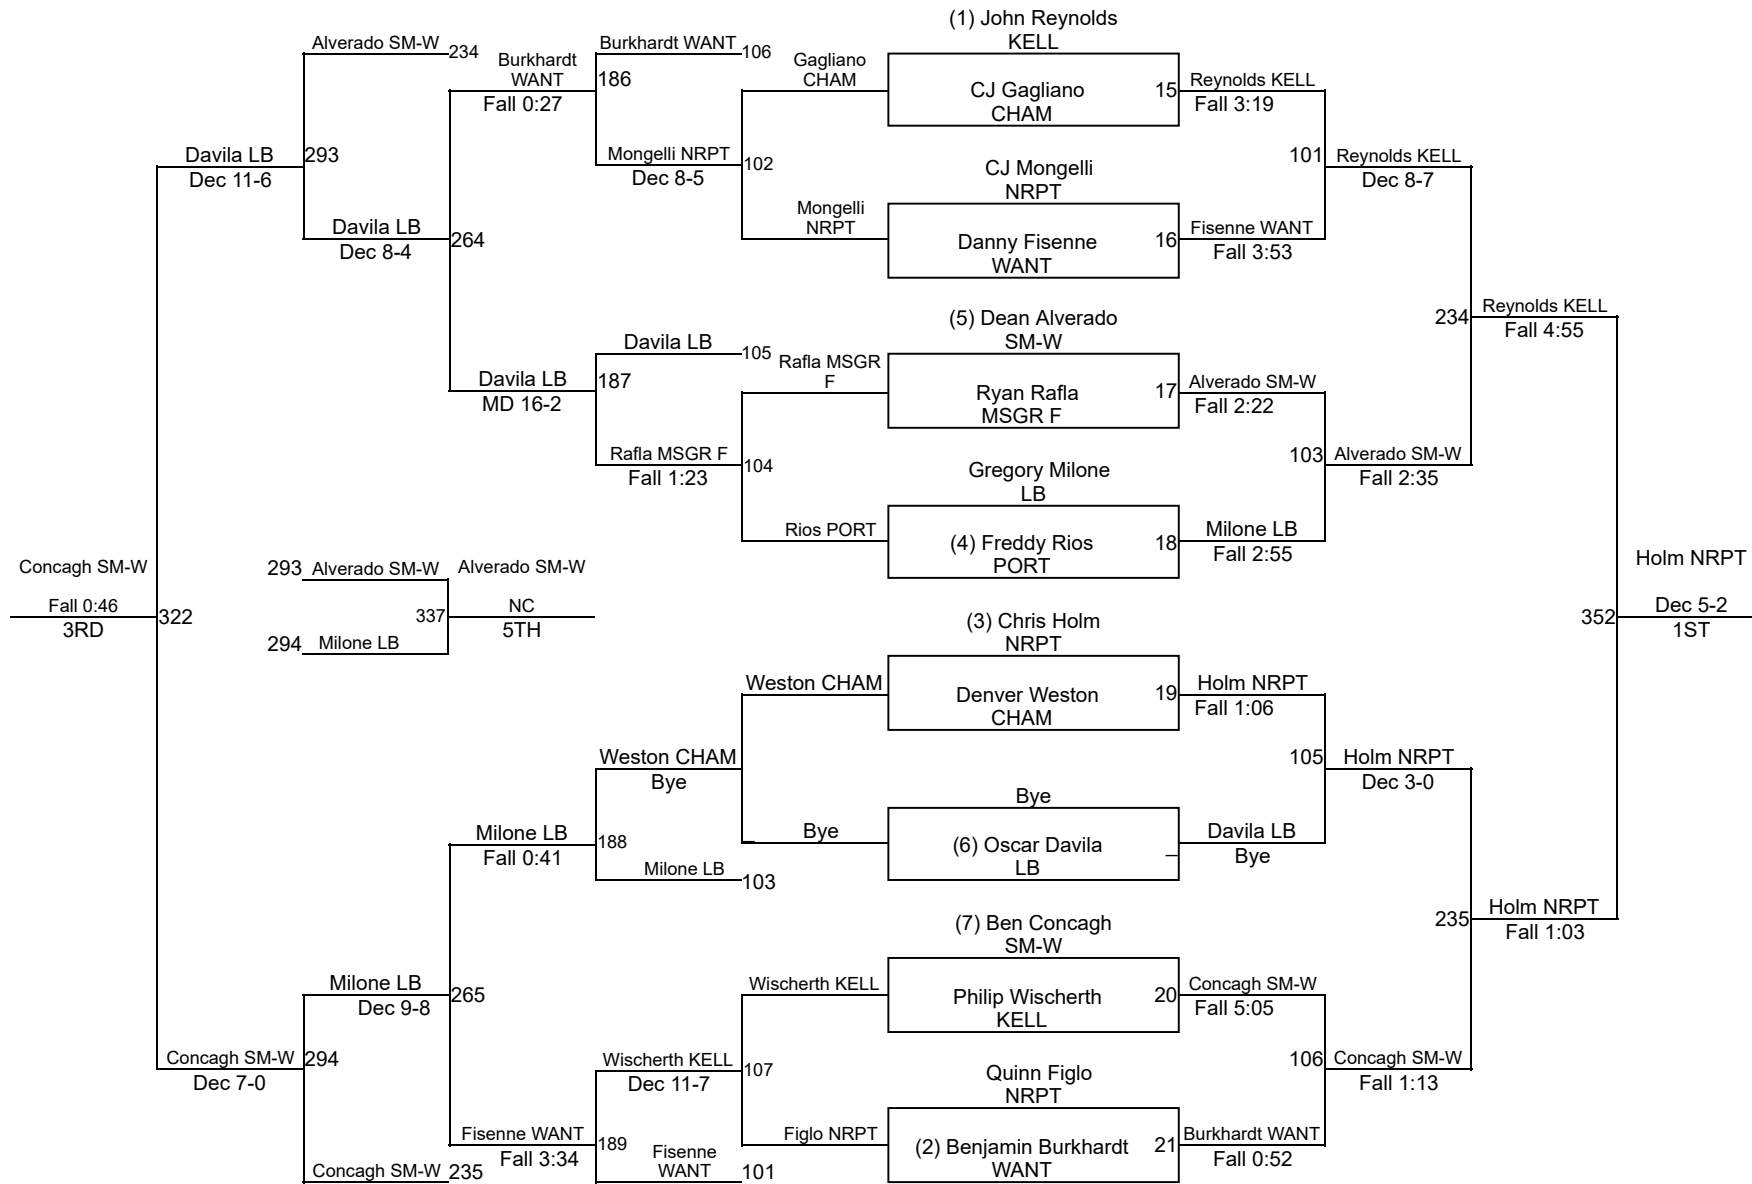 (1) John Reynolds
KELL
Alverado SM-W
234
Burkhardt
WANT
Fall 0:27
Burkhardt WANT
106
186
Gagliano
CHAM
CJ Gagliano
CHAM
15
Reynolds KELL
Fall 3:19
Davila LB
Dec 11-6
293
Mongelli NRPT
Dec 8-5
102
CJ Mongelli
NRPT
101
Reynolds KELL
Dec 8-7
Davila LB
Dec 8-4
264
Mongelli
NRPT
Danny Fisenne
WANT
16
Fisenne WANT
Fall 3:53
(5) Dean Alverado
SM-W
234
Reynolds KELL
Fall 4:55
Davila LB
105
Davila LB
MD 16-2
187
Rafla MSGR
F
Ryan Rafla
MSGR F
17
Alverado SM-W
Fall 2:22
Rafla MSGR F
Fall 1:23
104
Gregory Milone
LB
103
Alverado SM-W
Fall 2:35
Rios PORT
(4) Freddy Rios
PORT
18
Milone LB
Fall 2:55
Concagh SM-W
Fall 0:46
3RD
322
293
Alverado SM-W
294
Milone LB
337
Alverado SM-W
NC
5TH
Holm NRPT
352
Dec 5-2
1ST
(3) Chris Holm
NRPT
Weston CHAM
Denver Weston
CHAM
19
Holm NRPT
Fall 1:06
Weston CHAM
Bye
105
Holm NRPT
Dec 3-0
Bye
Milone LB
Fall 0:41
188
Bye
_
(6) Oscar Davila
LB
_
Davila LB
Bye
Milone LB
103
(7) Ben Concagh
SM-W
235
Holm NRPT
Fall 1:03
Milone LB
Dec 9-8
265
Wischerth KELL
Philip Wischerth
KELL
20
Concagh SM-W
Fall 5:05
Concagh SM-W
Dec 7-0
294
Wischerth KELL
Dec 11-7
107
Quinn Figlo
NRPT
106
Concagh SM-W
Fall 1:13
Fisenne WANT
Fall 3:34
189
Figlo NRPT
(2) Benjamin Burkhardt
WANT
21
Burkhardt WANT
Fall 0:52
Concagh SM-W
235
Fisenne
WANT
101